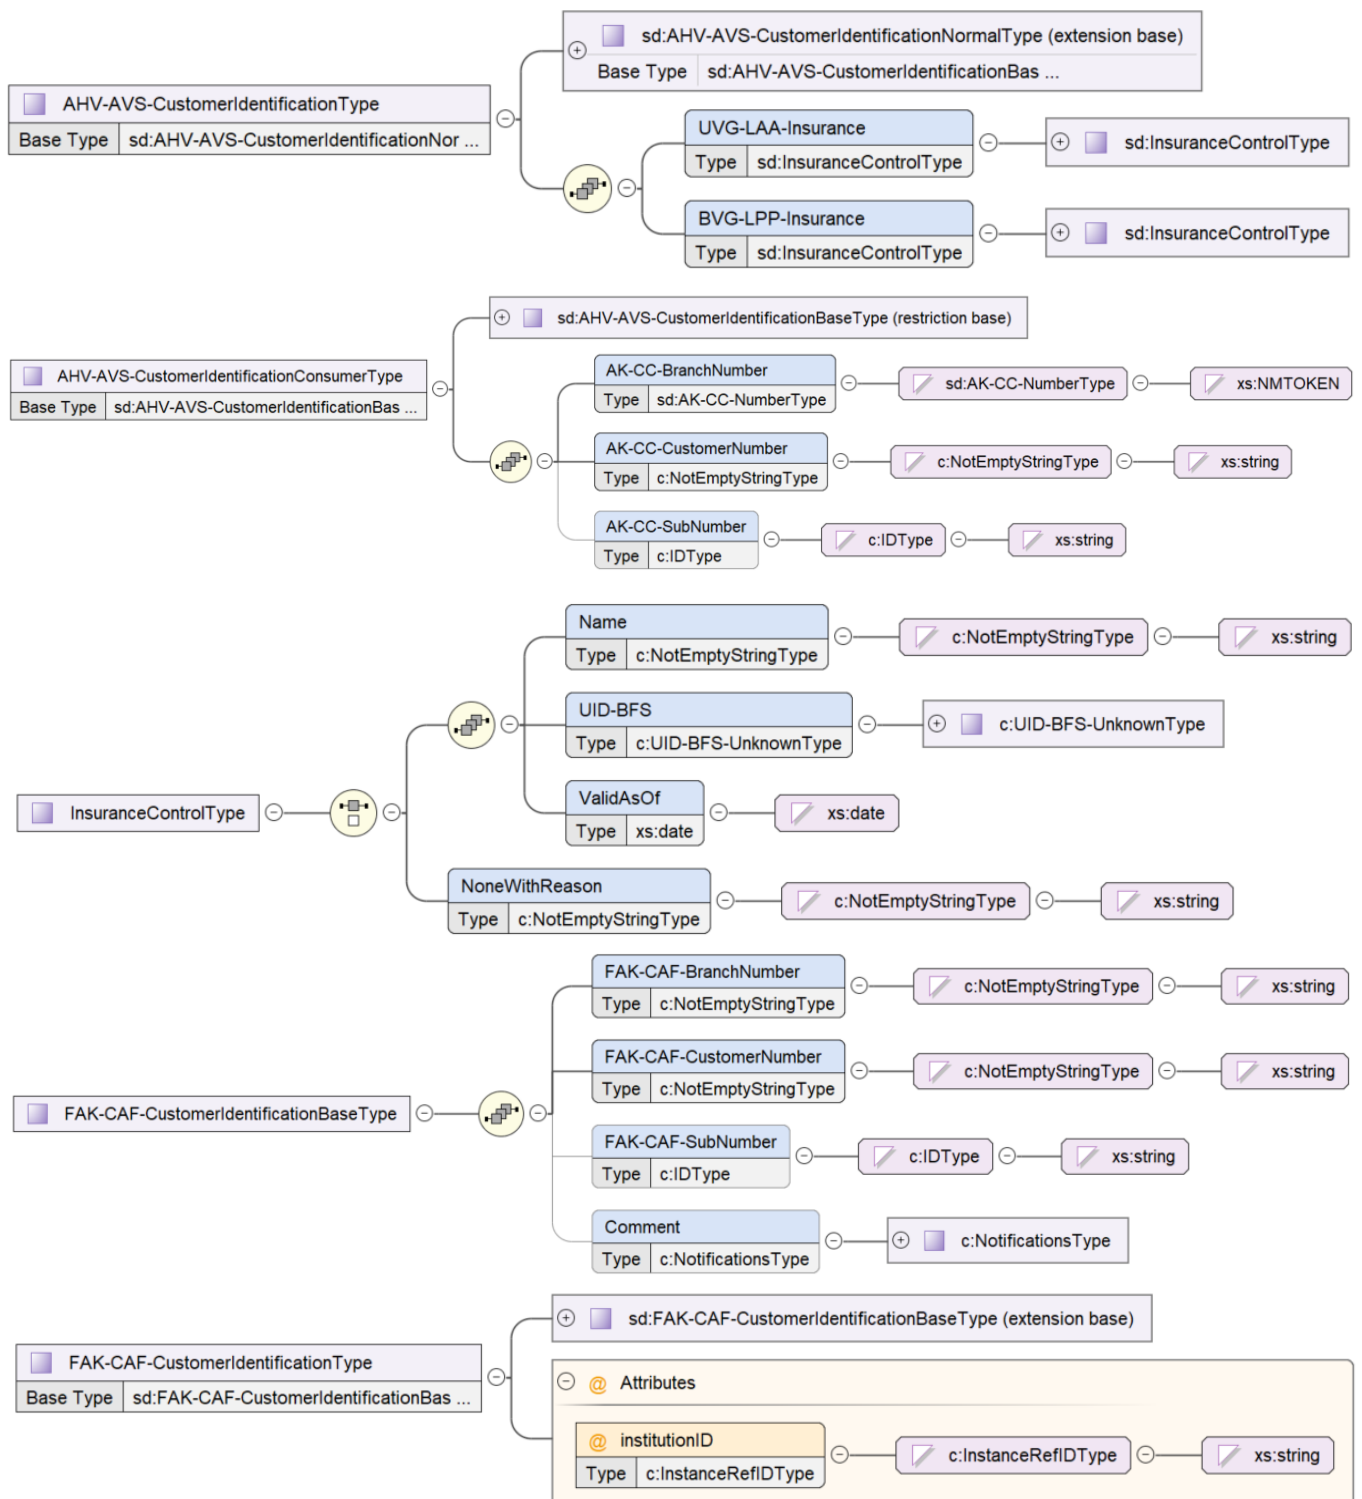 sd:AHV-AVS-CustomerIdentificationNormalType (extension base)
Base Type sd:AHV-AVS-CustomerIdentificationBas ...
AHV-AVS-CustomerIdentificationType
Base Type sd:AHV-AVS-CustomerIdentificationNor ...
UVG-LAA-Insurance
Type sd:InsuranceControlType
sd:InsuranceControlType
BVG-LPP-Insurance
Type sd:InsuranceControlType
sd:InsuranceControlType
sd:AHV-AVS-CustomerIdentificationBaseType (restriction base)
AHV-AVS-CustomerIdentificationConsumerType
Base Type sd:AHV-AVS-CustomerIdentificationBas ...
AK-CC-BranchNumber
Type sd:AK-CC-NumberType
sd:AK-CC-NumberType
xs:NMTOKEN
AK-CC-CustomerNumber
Type c:NotEmptyStringType
c:NotEmptyStringType
xs:string
AK-CC-SubNumber
Type c:IDType
c:IDType
xs:string
Name
Type c:NotEmptyStringType
c:NotEmptyStringType
xs:string
UID-BFS
Type c:UID-BFS-UnknownType
c:UID-BFS-UnknownType
InsuranceControlType
ValidAsOf
Type xs:date
xs:date
NoneWithReason
Type c:NotEmptyStringType
c:NotEmptyStringType
xs:string
FAK-CAF-BranchNumber
Type c:NotEmptyStringType
c:NotEmptyStringType
xs:string
FAK-CAF-CustomerNumber
Type c:NotEmptyStringType
c:NotEmptyStringType
xs:string
FAK-CAF-CustomerIdentificationBaseType
FAK-CAF-SubNumber
Type c:IDType
c:IDType
xs:string
Comment
Type c:NotificationsType
c:NotificationsType
sd:FAK-CAF-CustomerIdentificationBaseType (extension base)
FAK-CAF-CustomerIdentificationType
Base Type sd:FAK-CAF-CustomerIdentificationBas ...
@ Attributes
@ institutionID
Type c:InstanceRefIDType
c:InstanceRefIDType
xs:string